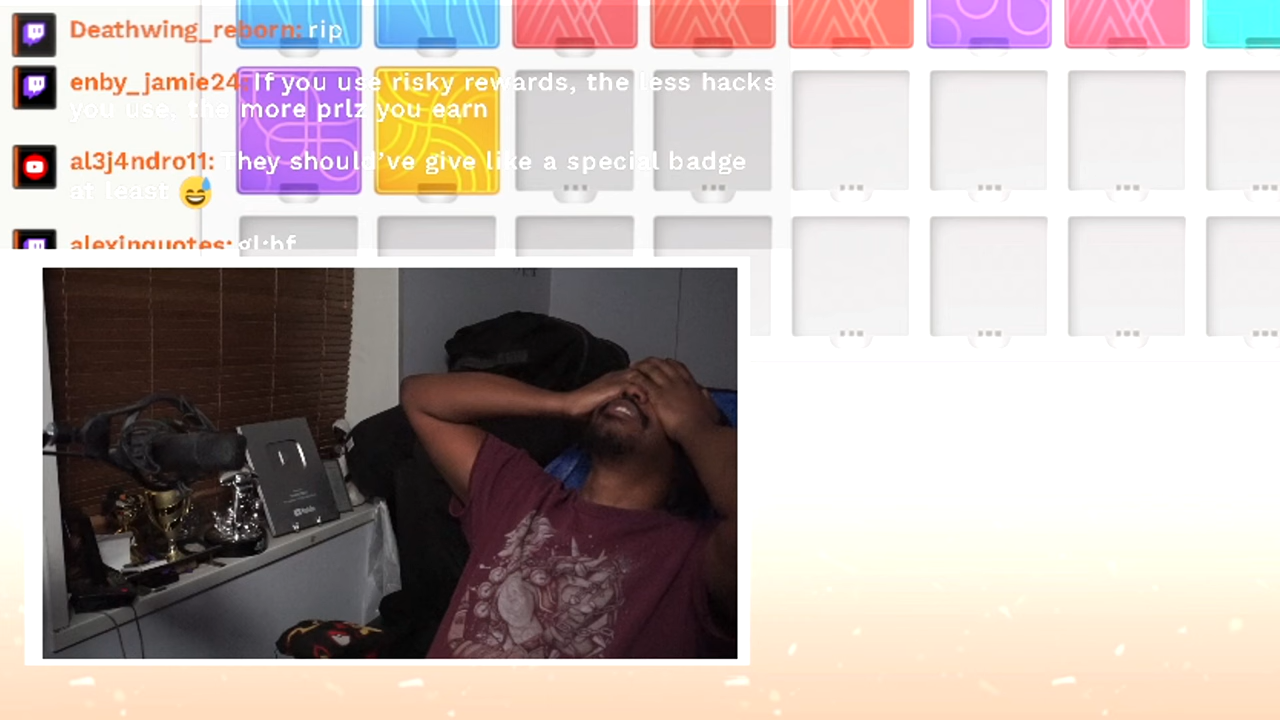 Deathwing_reborn: rip
enby_jamie24: If you use risky rewards, the less hacks
you use, the more prlz you earn
al3j4ndro11: They should've give like a special badge
at least 😅
alexinquotes: gl;hf